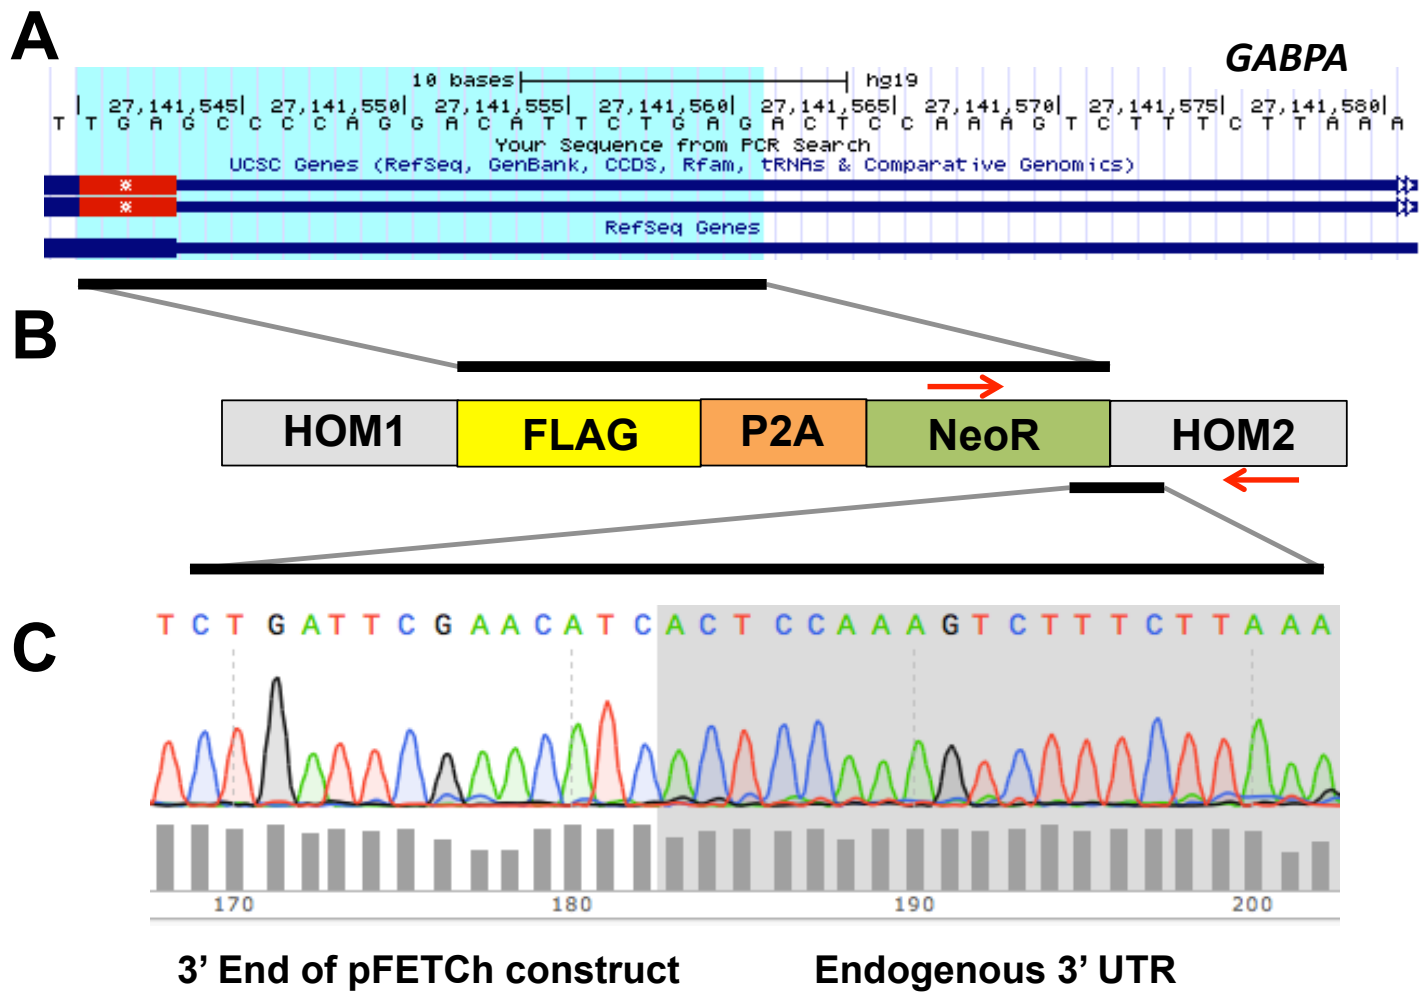 A
GABPA
10 bases hg19
27,141,545| 27,141,550| 27,141,555| 27,141,560| 27,141,565| 27,141,570| 27,141,575| 27,141,580|
T T G A G C C C C A G G A C A T T C T G A G A C T C C A A A G T C T T T C T T A A A
Your Sequence from PCR Search
UCSC Genes (RefSeq, GenBank, CCDS, Rfam, tRNAs & Comparative Genomics)
RefSeq Genes
B
HOM1 FLAG P2A NeoR HOM2
C
T C T G A T T C G A A C A T C A C T C C A A A G T C T T T C T T A A A
170 180 190 200
3’ End of pFETCh construct Endogenous 3’ UTR